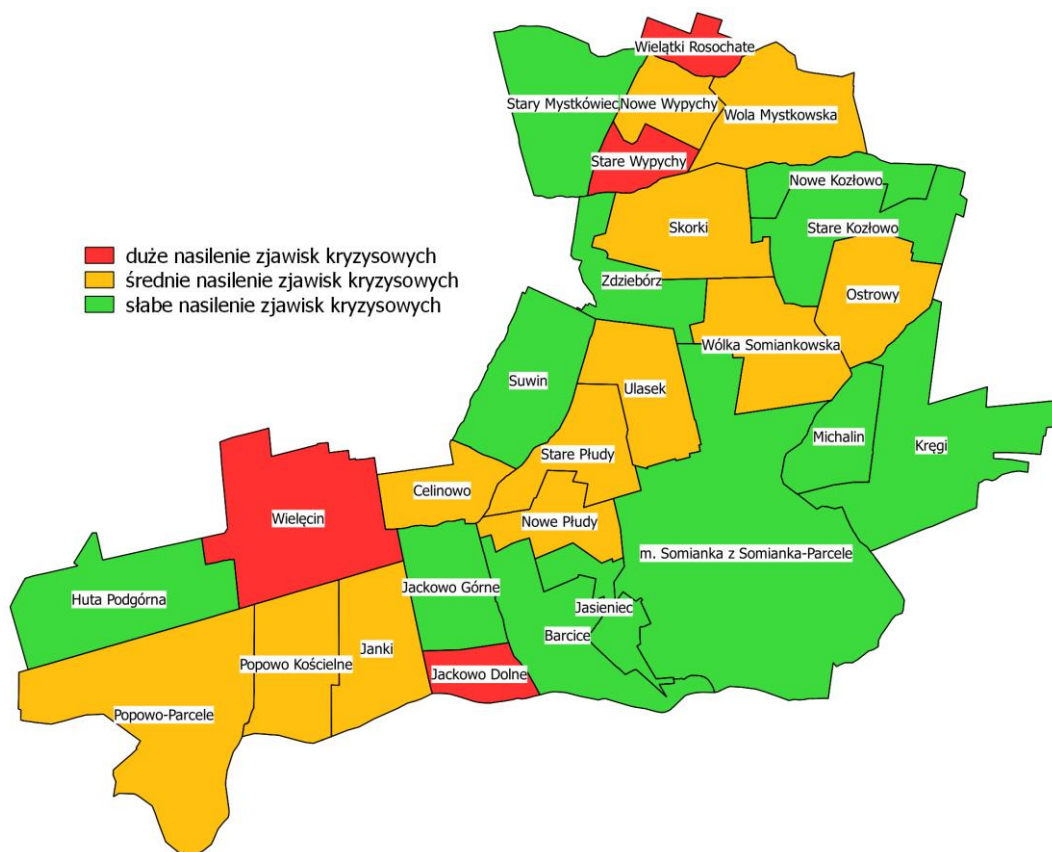 Wielątki Rosochate
Stary Mystkówiec
Nowe Wypychy
Wola Mystkowska
Stare Wypychy
Nowe Kozłowo
Skorki
Stare Kozłowo
duże nasilenie zjawisk kryzysowych
średnie nasilenie zjawisk kryzysowych
słabe nasilenie zjawisk kryzysowych
Zdziebórz
Ostrowy
Wólka Somiankowska
Suwin
Ulasek
Michalin
Kręgi
Stare Płudy
Celinowo
Wielęcin
Nowe Płudy
m. Somianka z Somianka-Parcele
Huta Podgórna
Jackowo Górne
Jasieniec
Barcice
Janki
Popowo Kościelne
Jackowo Dolne
Popowo-Parcele